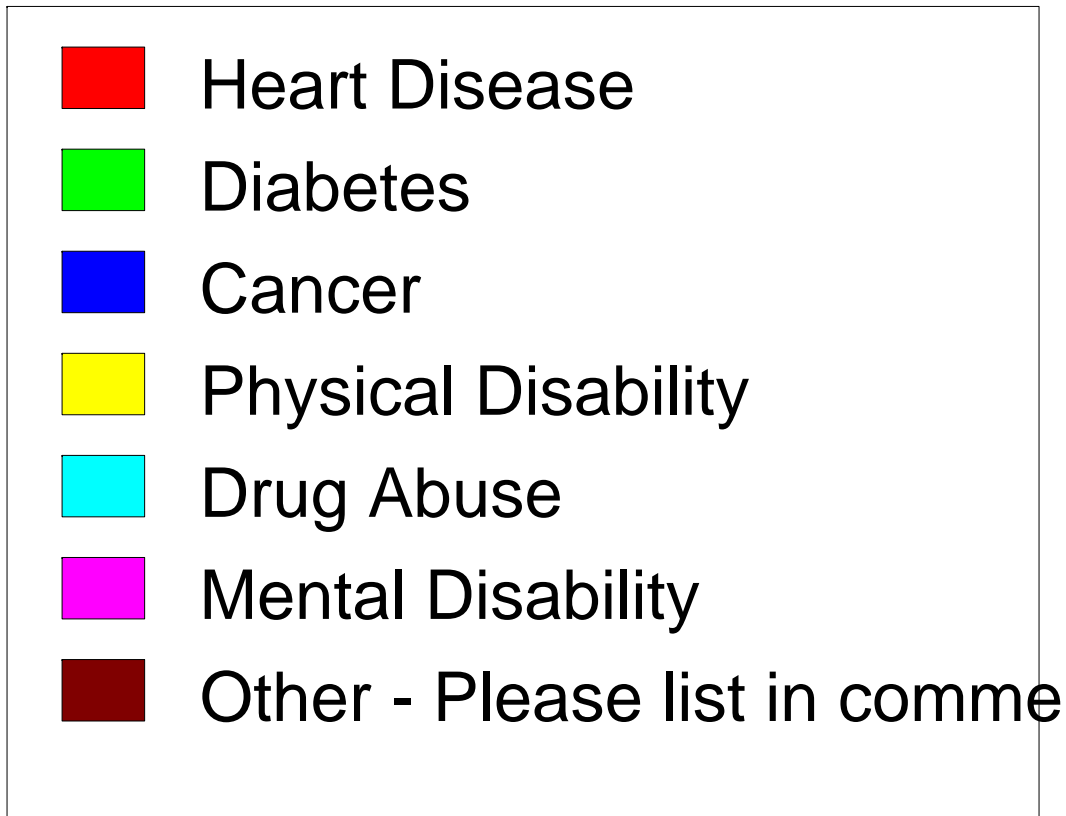 Heart Disease
Diabetes
Cancer
Physical Disability
Drug Abuse
Mental Disability
Other - Please list in comme